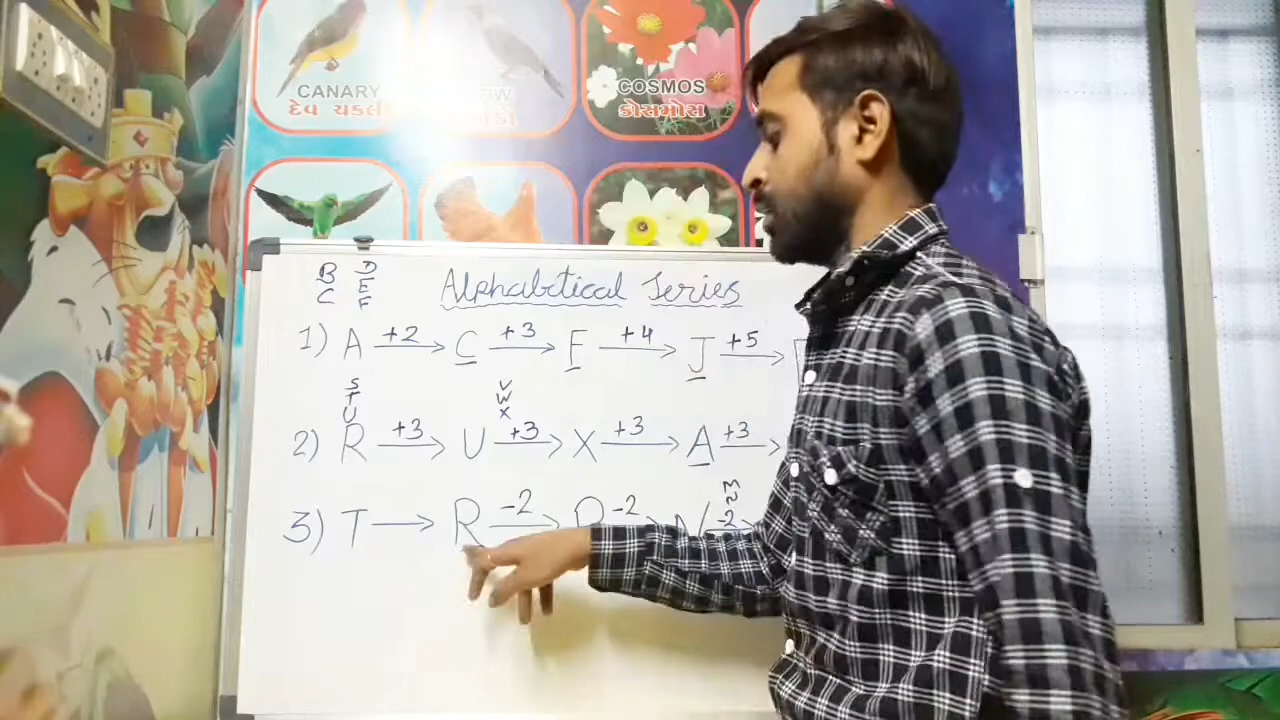 CANARY
દેવ ચકલી
COSMOS
કોસમોસ
B D
C E
F
Alphabetical Series
1) A +2 C +3 F +4 J +5
S
T
U
V
W
X
2) R +3 U +3 X +3 A +3
M
N
3) T R -2 P -2 N -2